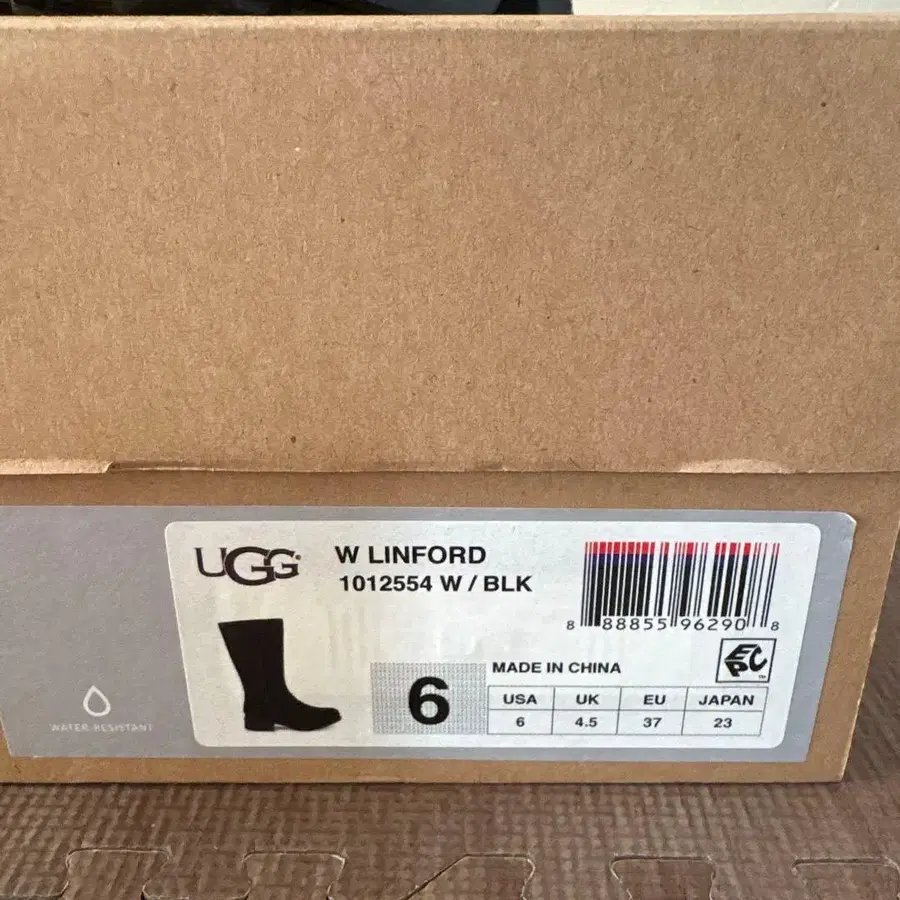 UGG
W LINFORD
1012554 W / BLK
8 88855 96290 8
EPC
MADE IN CHINA
6
USA UK EU JAPAN
6 4.5 37 23
WATER RESISTANT